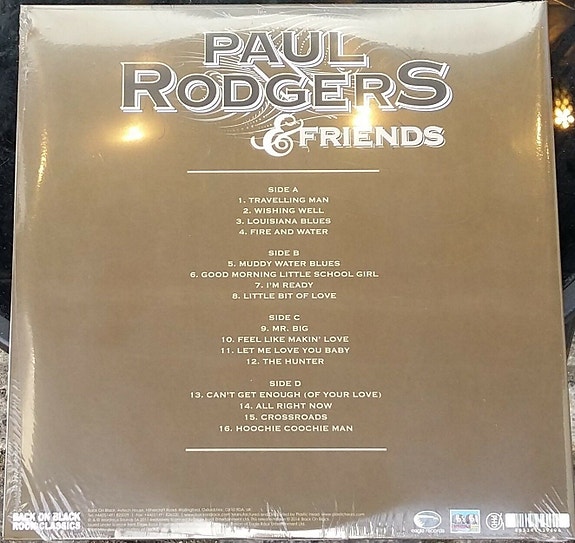 PAUL
RODGERS
& FRIENDS
SIDE A
1. TRAVELLING MAN
2. WISHING WELL
3. LOUISIANA BLUES
4. FIRE AND WATER
SIDE B
5. MUDDY WATER BLUES
6. GOOD MORNING LITTLE SCHOOL GIRL
7. I'M READY
8. LITTLE BIT OF LOVE
SIDE C
9. MR. BIG
10. FEEL LIKE MAKIN' LOVE
11. LET ME LOVE YOU BABY
12. THE HUNTER
SIDE D
13. CAN'T GET ENOUGH (OF YOUR LOVE)
14. ALL RIGHT NOW
15. CROSSROADS
16. HOOCHIE COOCHIE MAN
BACK ON BLACK
ROCK CLASSICS
eagle records
PHD